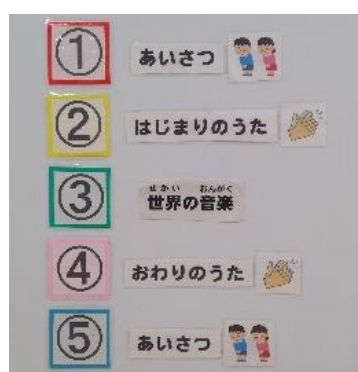 ① あいさつ
② はじまりのうた
せかい おんがく
③ 世界の音楽
④ おわりのうた
⑤ あいさつ